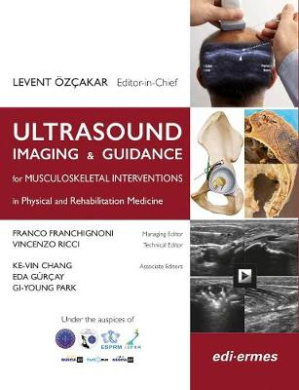 LEVENT ÖZÇAKAR Editor-in-Chief
ULTRASOUND
IMAGING & GUIDANCE
for MUSCULOSKELETAL INTERVENTIONS
in Physical and Rehabilitation Medicine
FRANCO FRANCHIGNONI Managing Editor
VINCENZO RICCI Technical Editor
KE-VIN CHANG Associate Editors
EDA GÜRÇAY
GI-YOUNG PARK
Under the auspices of
ESPRM
edi•ermes